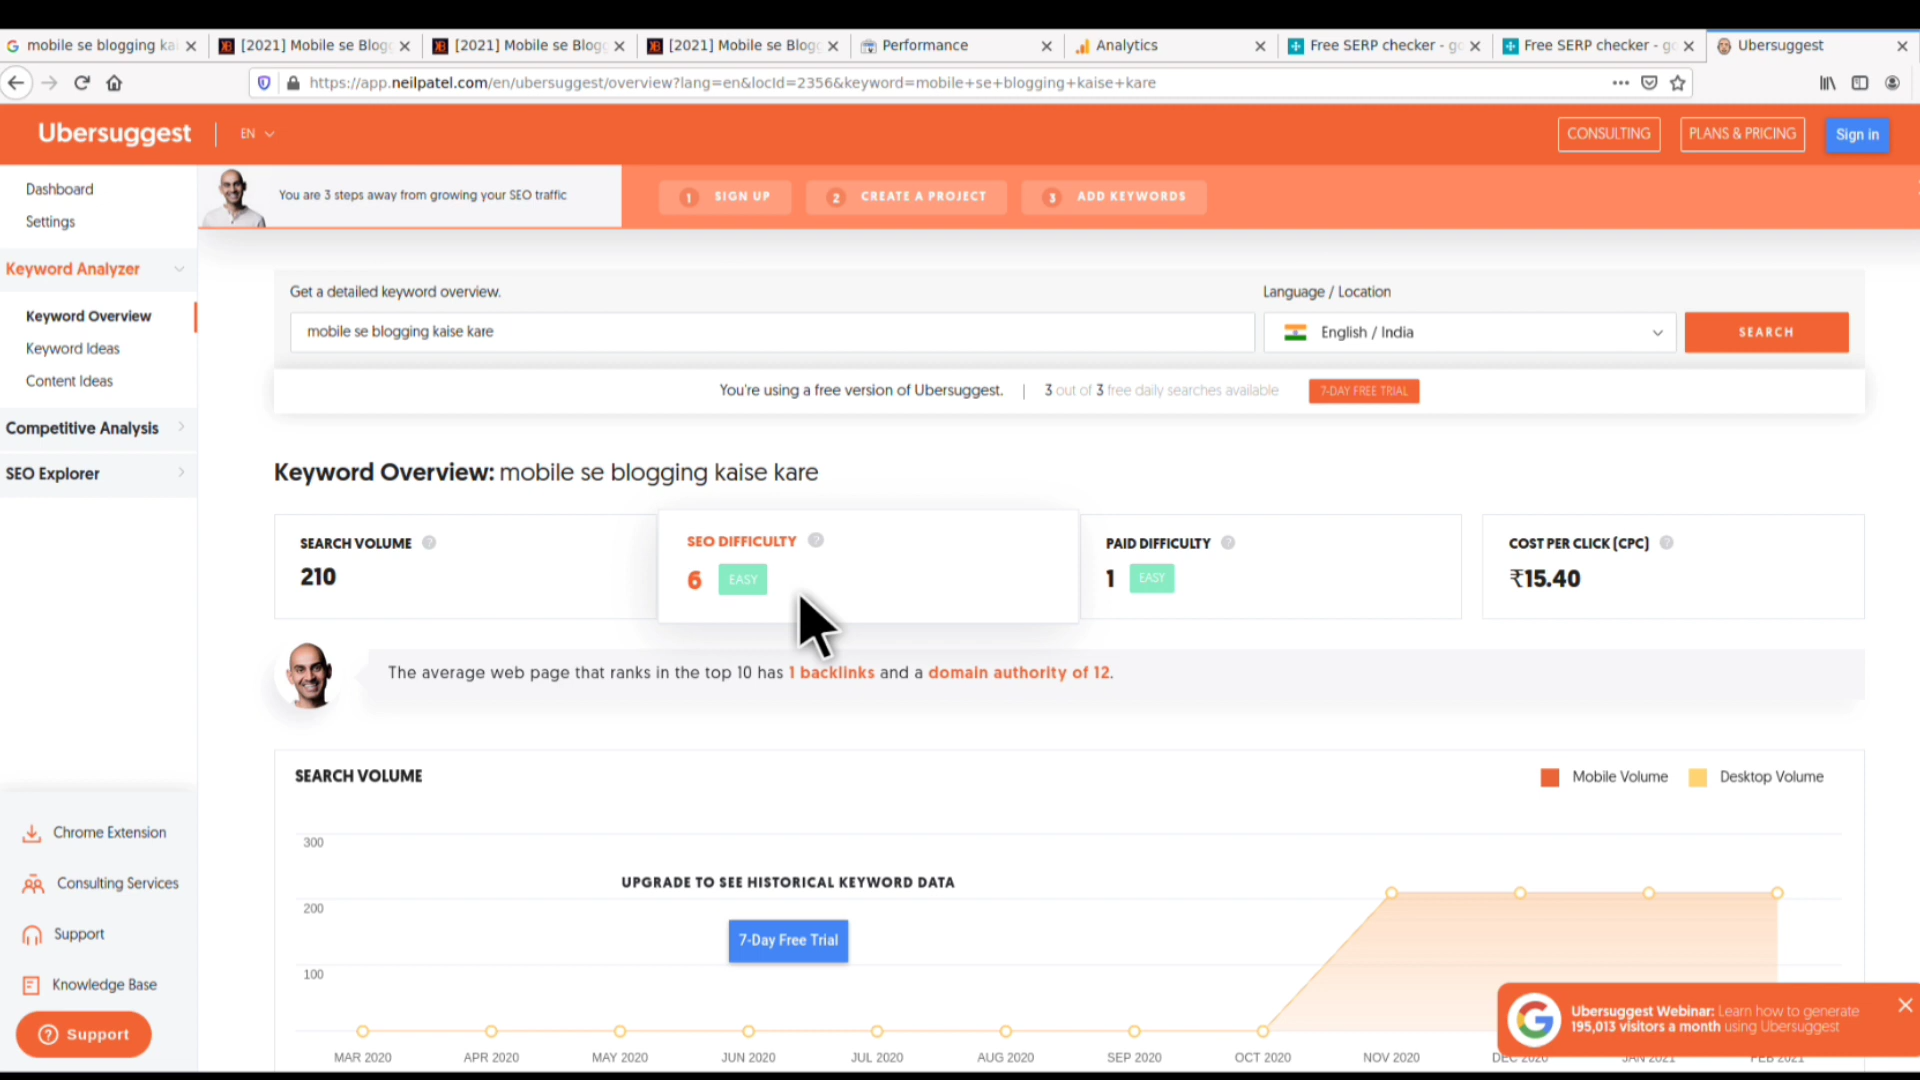 mobile se blogging ka
[2021] Mobile se Blog
[2021] Mobile se Blog
[2021] Mobile se Blog
Performance
Analytics
Free SERP checker - go
Free SERP checker - go
Ubersuggest
https://app.neilpatel.com/en/ubersuggest/overview?lang=en&locId=2356&keyword=mobile+se+blogging+kaise+kare
Ubersuggest
EN
CONSULTING
PLANS & PRICING
Sign in
Dashboard
Settings
Keyword Analyzer
Keyword Overview
Keyword Ideas
Content Ideas
Competitive Analysis
SEO Explorer
You are 3 steps away from growing your SEO traffic
1 SIGN UP
2 CREATE A PROJECT
3 ADD KEYWORDS
Get a detailed keyword overview.
Language / Location
mobile se blogging kaise kare
English / India
SEARCH
You're using a free version of Ubersuggest. | 3 out of 3 free daily searches available
7-DAY FREE TRIAL
Keyword Overview: mobile se blogging kaise kare
SEARCH VOLUME ?
210
SEO DIFFICULTY ?
6 EASY
PAID DIFFICULTY ?
1 EASY
COST PER CLICK (CPC) ?
₹15.40
The average web page that ranks in the top 10 has 1 backlinks and a domain authority of 12.
SEARCH VOLUME
Mobile Volume
Desktop Volume
300
200
100
UPGRADE TO SEE HISTORICAL KEYWORD DATA
7-Day Free Trial
MAR 2020
APR 2020
MAY 2020
JUN 2020
JUL 2020
AUG 2020
SEP 2020
OCT 2020
NOV 2020
DEC 2020
JAN 2021
FEB 2021
Chrome Extension
Consulting Services
Support
Knowledge Base
? Support
Ubersuggest Webinar: Learn how to generate
195,013 visitors a month using Ubersuggest